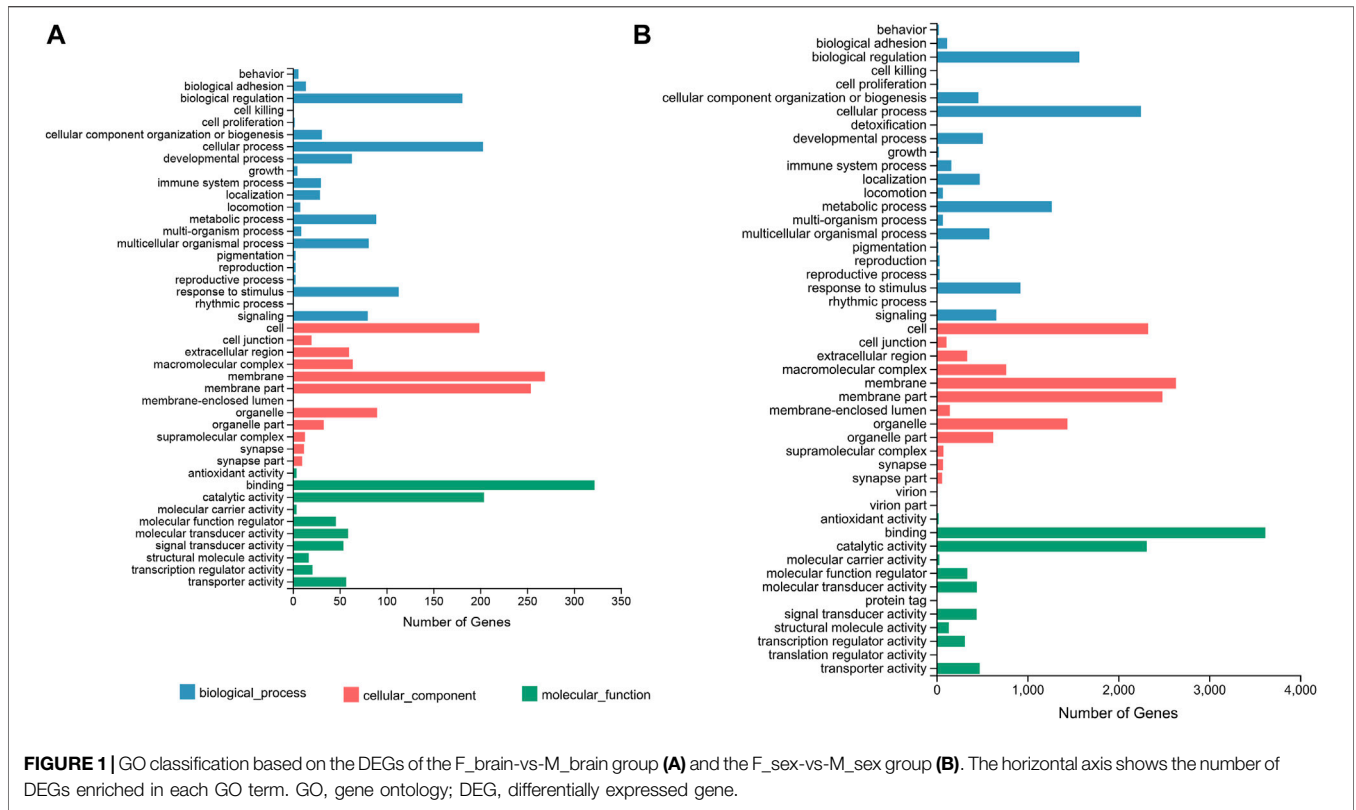 A
behavior
biological adhesion
biological regulation
cell killing
cell proliferation
cellular component organization or biogenesis
cellular process
developmental process
growth
immune system process
localization
locomotion
metabolic process
multi-organism process
multicellular organismal process
pigmentation
reproduction
reproductive process
response to stimulus
rhythmic process
signaling
cell
cell junction
extracellular region
macromolecular complex
membrane
membrane part
membrane-enclosed lumen
organelle
organelle part
supramolecular complex
synapse
synapse part
antioxidant activity
binding
catalytic activity
molecular carrier activity
molecular function regulator
molecular transducer activity
signal transducer activity
structural molecule activity
transcription regulator activity
transporter activity
0 50 100 150 200 250 300 350
Number of Genes
B
behavior
biological adhesion
biological regulation
cell killing
cell proliferation
cellular component organization or biogenesis
cellular process
detoxification
developmental process
growth
immune system process
localization
locomotion
metabolic process
multi-organism process
multicellular organismal process
pigmentation
reproduction
reproductive process
response to stimulus
rhythmic process
signaling
cell
cell junction
extracellular region
macromolecular complex
membrane
membrane part
membrane-enclosed lumen
organelle
organelle part
supramolecular complex
synapse
synapse part
virion
virion part
antioxidant activity
binding
catalytic activity
molecular carrier activity
molecular function regulator
molecular transducer activity
protein tag
signal transducer activity
structural molecule activity
transcription regulator activity
translation regulator activity
transporter activity
0 1,000 2,000 3,000 4,000
Number of Genes
biological_process cellular_component molecular_function
FIGURE 1 | GO classification based on the DEGs of the F_brain-vs-M_brain group (A) and the F_sex-vs-M_sex group (B). The horizontal axis shows the number of
DEGs enriched in each GO term. GO, gene ontology; DEG, differentially expressed gene.